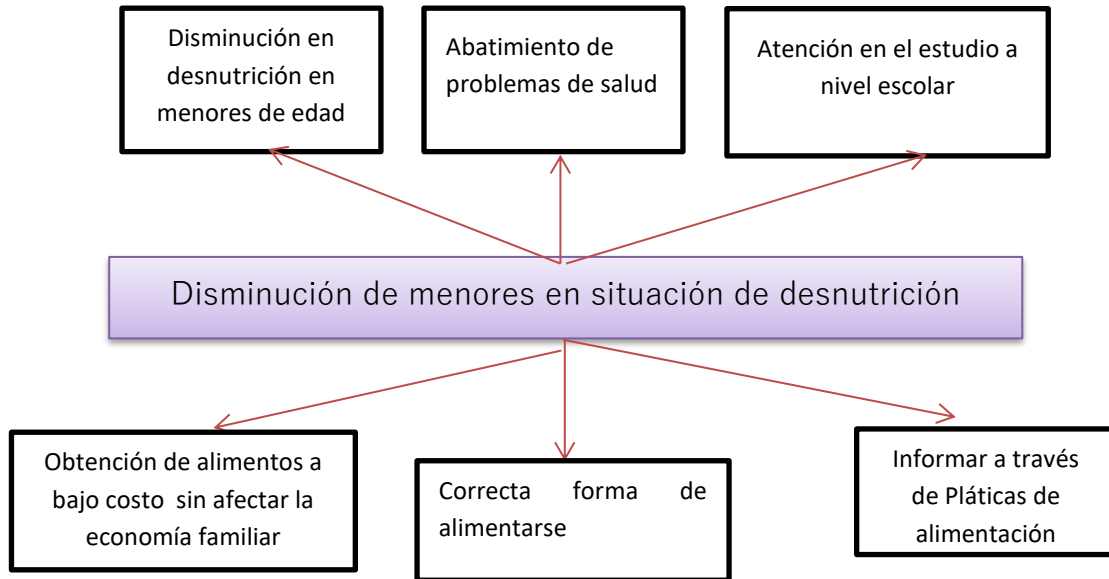 Disminución en
desnutrición en
menores de edad
Abatimiento de
problemas de salud
Atención en el estudio a
nivel escolar
Disminución de menores en situación de desnutrición
Obtención de alimentos a
bajo costo sin afectar la
economía familiar
Correcta forma de
alimentarse
Informar a través
de Pláticas de
alimentación